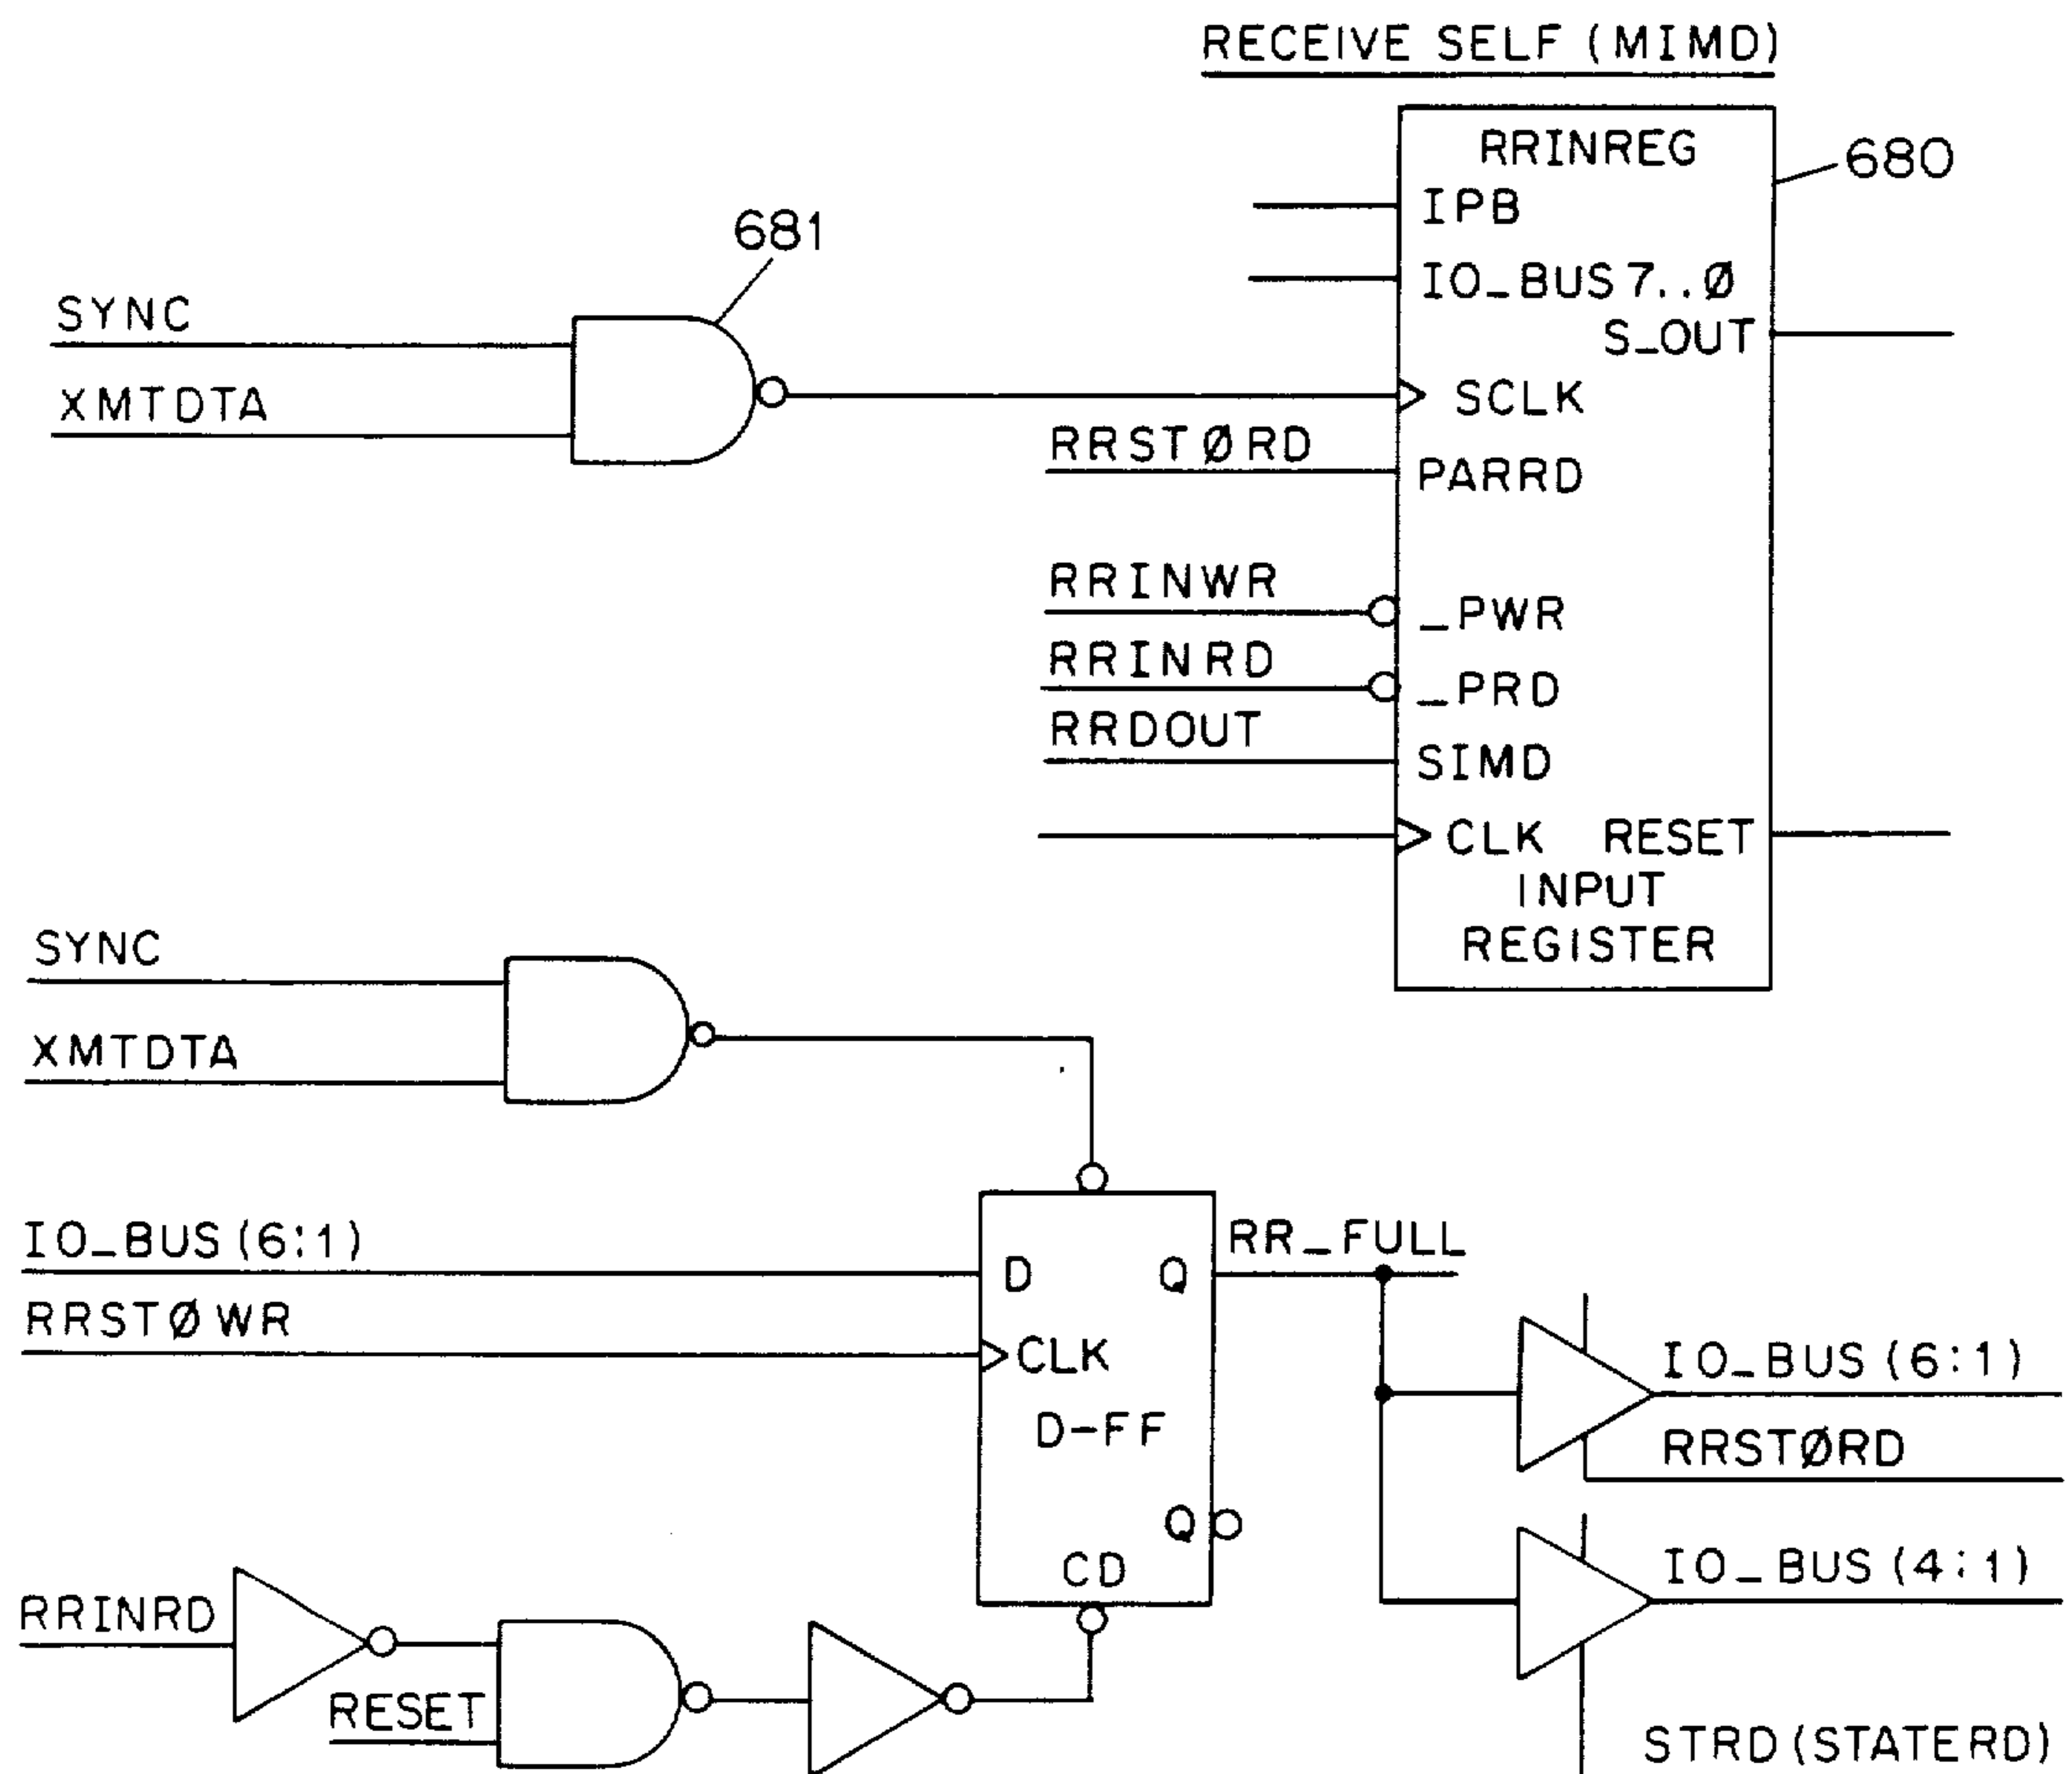 RECEIVE SELF (MIMD)
RRINREG
680
IPB
681
IO_BUS 7..Ø
SYNC
S_OUT
XMTDTA
SCLK
RRSTØRD
PARRD
RRINWR
_PWR
RRINRD
_PRD
RRDOUT
SIMD
CLK RESET
INPUT
REGISTER
SYNC
XMTDTA
IO_BUS (6:1)
D Q
RR_FULL
RRSTØWR
CLK
IO_BUS (6:1)
D-FF
RRSTØRD
Q
CD
IO_BUS (4:1)
RRINRD
RESET
STRD (STATERD)